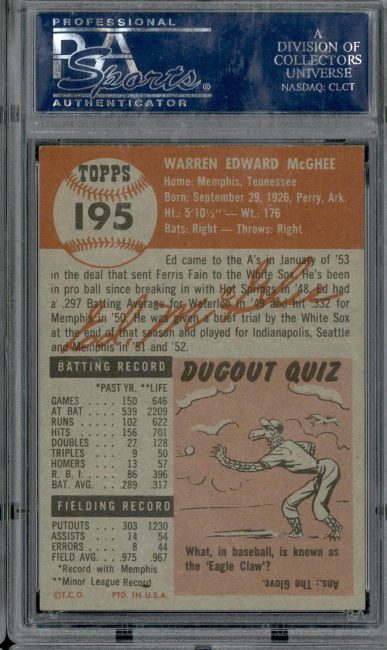 PROFESSIONAL
PSA
Sports
®
AUTHENTICATOR
A
DIVISION OF
COLLECTORS
UNIVERSE
NASDAQ: CLCT
TOPPS
195
WARREN EDWARD McGHEE
Home: Memphis, Tennessee
Born: September 29, 1926, Perry, Ark.
Ht.: 5'10½" — Wt.: 176
Bats: Right — Throws: Right
Ed came to the A's in January of '53
in the deal that sent Ferris Fain to the White Sox. He's been
in pro ball since breaking in with Hot Springs in '48. Ed had
a .297 Batting Average for Waterloo in '49 and hit .332 for
Memphis in '50. He was given a brief trial by the White Sox
at the end of that season and played for Indianapolis, Seattle
and Memphis in '51 and '52.
BATTING RECORD
*PAST YR. **LIFE
GAMES . . . . 150 646
AT BAT . . . . 539 2209
RUNS . . . . 102 622
HITS . . . . 156 701
DOUBLES . . 27 128
TRIPLES . . . 9 50
HOMERS . . . 13 57
R. B. I. . . . . 86 396
BAT. AVG. . . .289 .317
FIELDING RECORD
PUTOUTS . . 303 1230
ASSISTS . . . 14 54
ERRORS . . . 8 44
FIELD AVG. . .975 .967
*Record with Memphis
**Minor League Record
©T.C.G. PTD. IN U.S.A.
DUGOUT QUIZ
What, in baseball, is known as
the 'Eagle Claw'?
Ans.: The Glove.